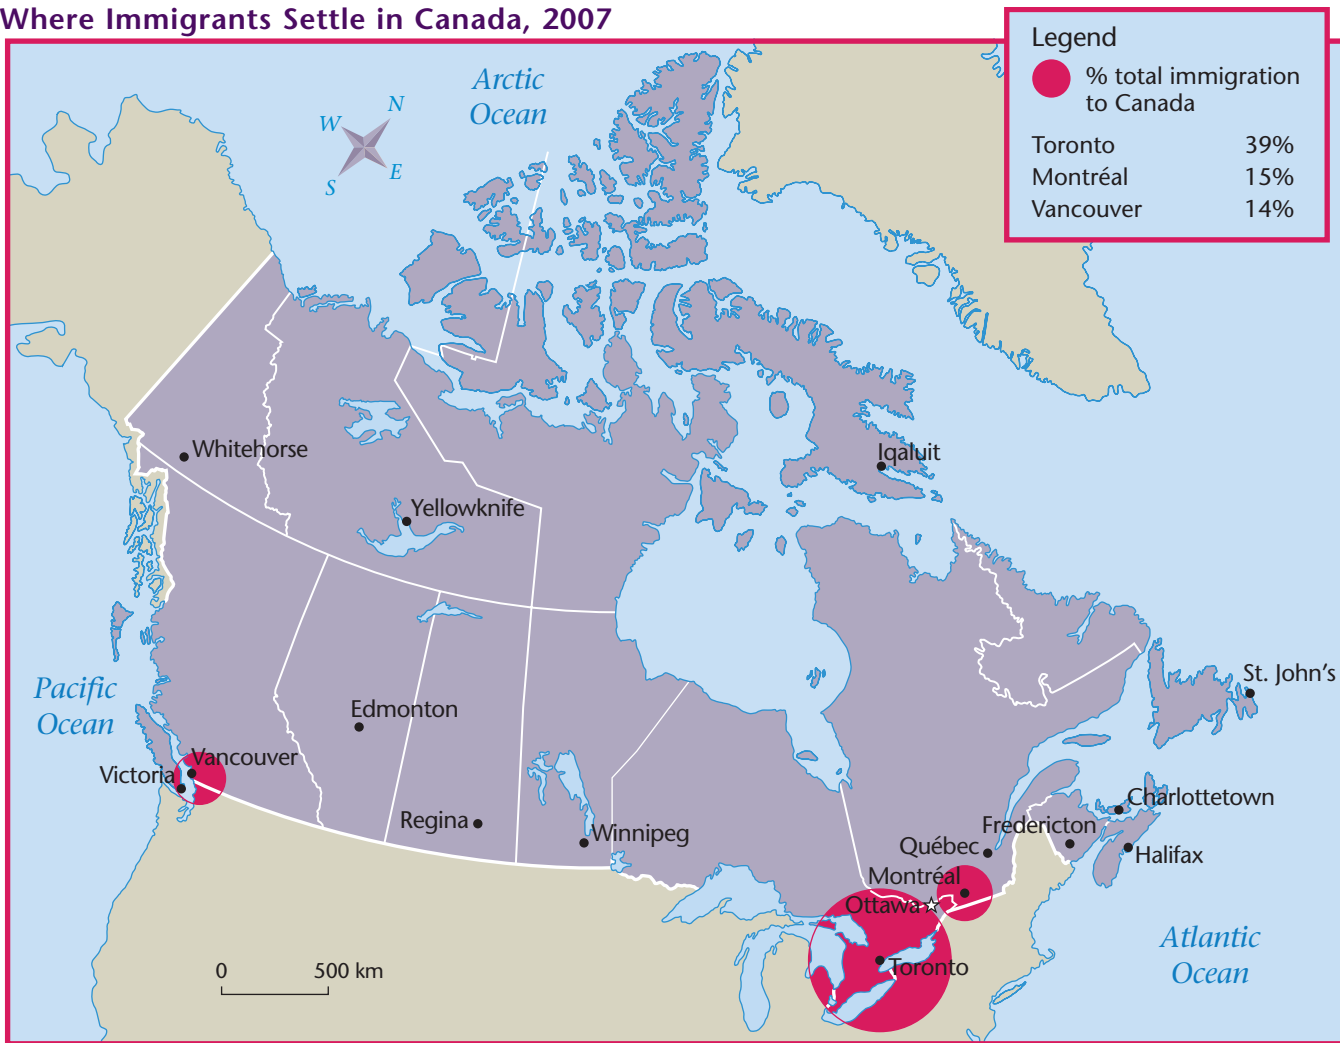 Where Immigrants Settle in Canada, 2007
Legend
% total immigration
to Canada
Toronto 39%
Montréal 15%
Vancouver 14%
Arctic
Ocean
N
W
E
S
Iqaluit
Whitehorse
Yellowknife
Pacific
Ocean
St. John's
Edmonton
Vancouver
Victoria
Charlottetown
Regina
Winnipeg
Fredericton
Québec
Halifax
Montréal
Ottawa
Atlantic
Ocean
Toronto
0 500 km